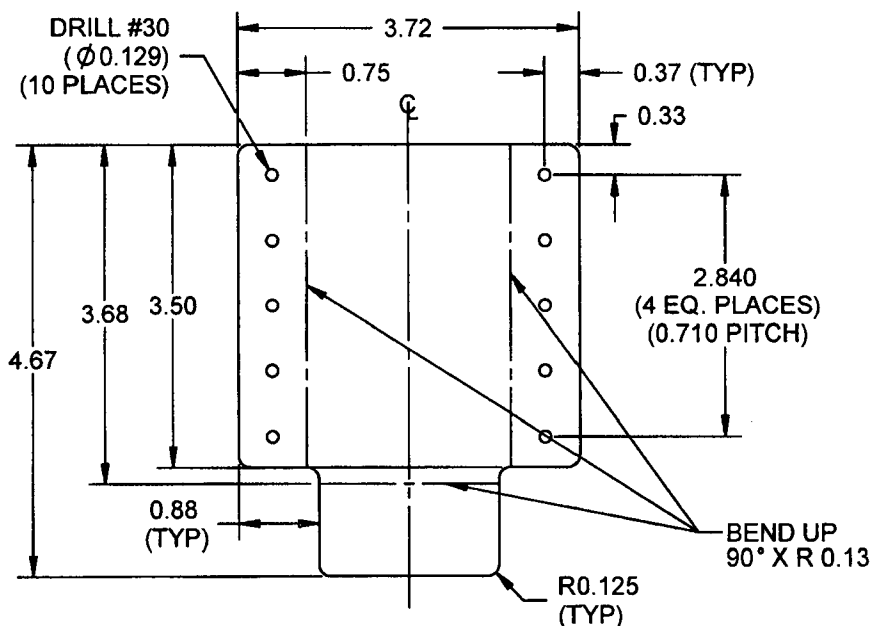 DRILL #30
(Ø0.129)
(10 PLACES)
3.72
0.75
0.37 (TYP)
℄
0.33
2.840
(4 EQ. PLACES)
(0.710 PITCH)
4.67
3.68
3.50
0.88
(TYP)
BEND UP
90° X R 0.13
R0.125
(TYP)